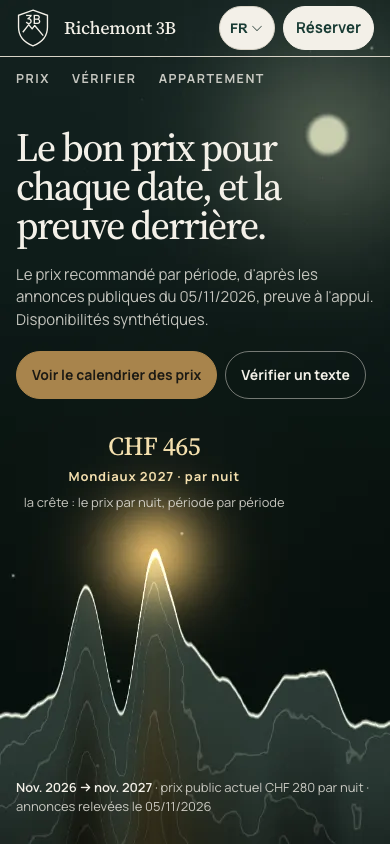 3B
Richemont 3B
FR
Réserver
PRIX
VÉRIFIER
APPARTEMENT
Le bon prix pour
chaque date, et la
preuve derrière.
Le prix recommandé par période, d'après les
annonces publiques du 05/11/2026, preuve à l'appui.
Disponibilités synthétiques.
Voir le calendrier des prix
Vérifier un texte
CHF 465
Mondiaux 2027 · par nuit
la crête : le prix par nuit, période par période
Nov. 2026 → nov. 2027 · prix public actuel CHF 280 par nuit ·
annonces relevées le 05/11/2026